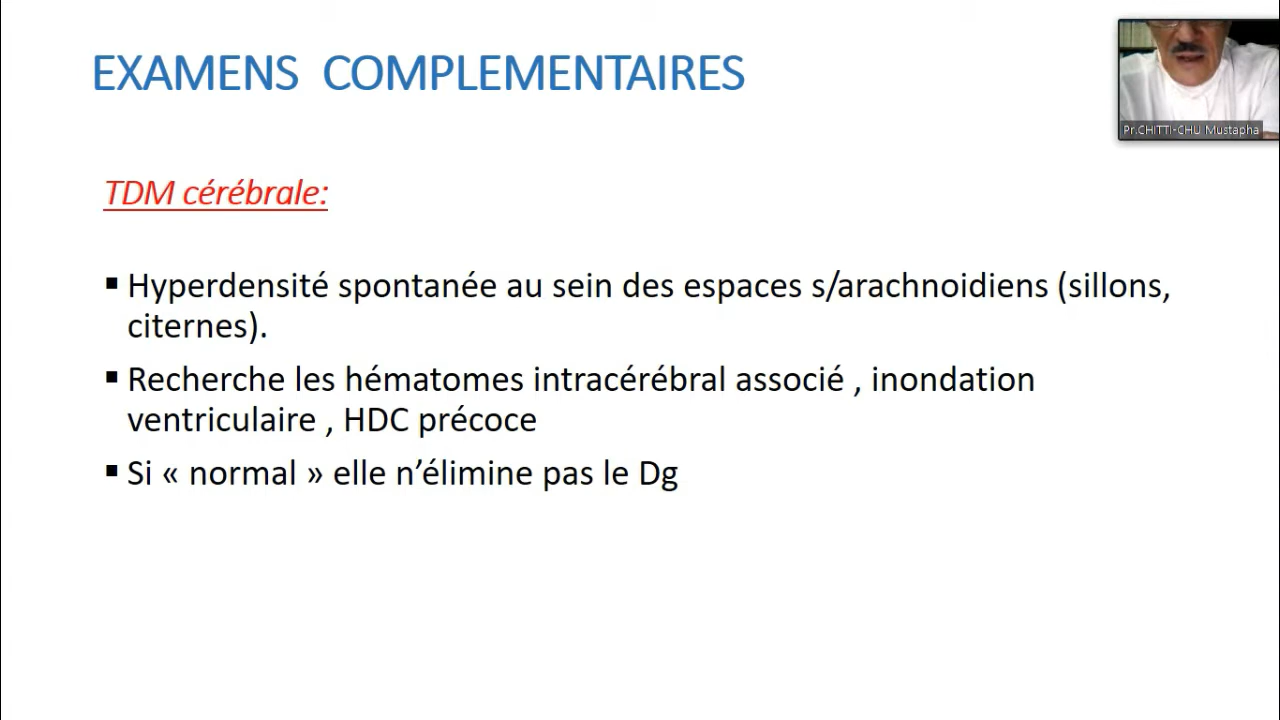 EXAMENS COMPLEMENTAIRES
Pr.CHITTI-CHU Mustapha
TDM cérébrale:
▪ Hyperdensité spontanée au sein des espaces s/arachnoidiens (sillons,
citernes).
▪ Recherche les hématomes intracérébral associé , inondation
ventriculaire , HDC précoce
▪ Si « normal » elle n’élimine pas le Dg